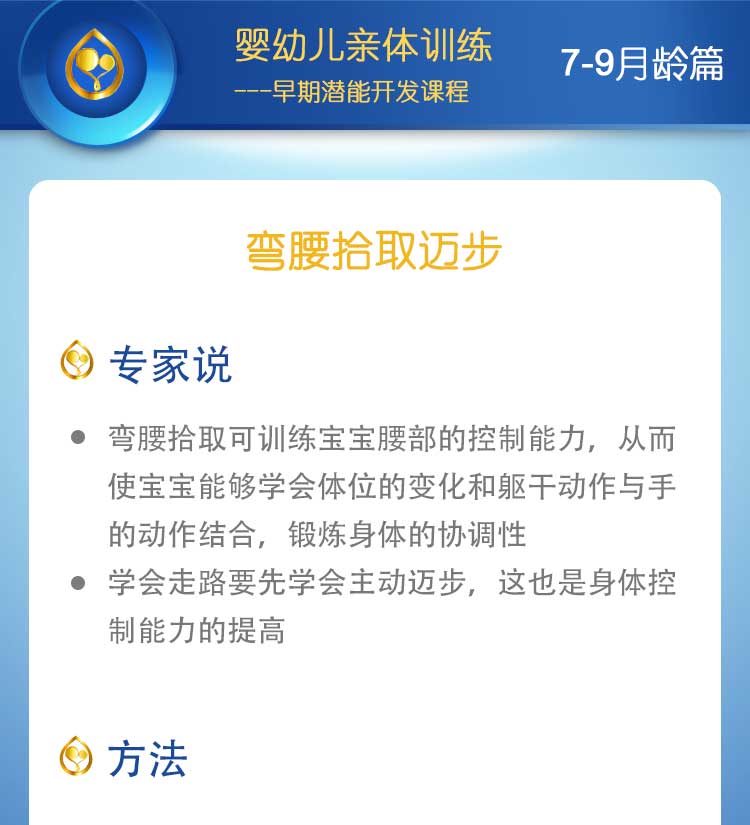 婴幼儿亲体训练
---早期潜能开发课程
7-9月龄篇
弯腰拾取迈步
专家说
● 弯腰拾取可训练宝宝腰部的控制能力，从而
使宝宝能够学会体位的变化和躯干动作与手
的动作结合，锻炼身体的协调性
● 学会走路要先学会主动迈步，这也是身体控
制能力的提高
方法